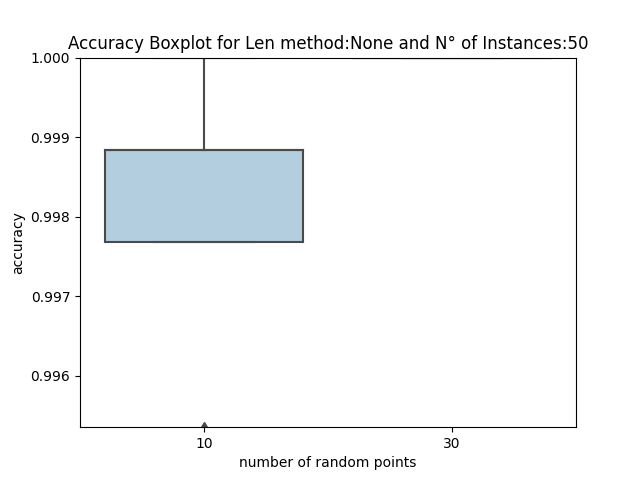 Accuracy Boxplot for Len method:None and N° of Instances:50
1.000
0.999
0.998
0.997
0.996
accuracy
10
30
number of random points